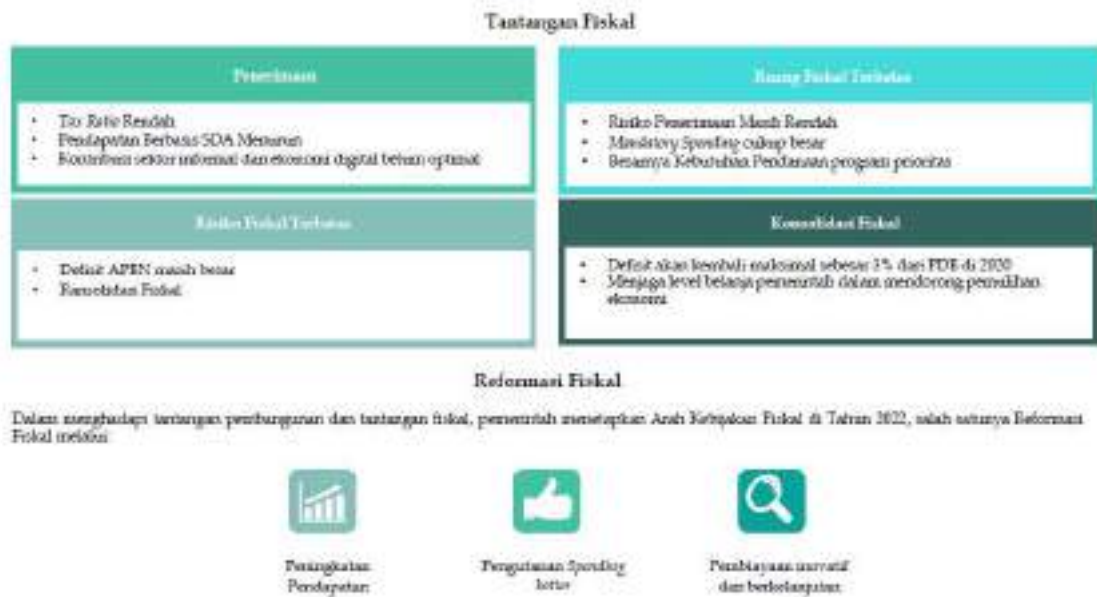 Tantangan Fiskal
Penerimaan
• Tax Ratio Rendah
• Pendapatan Berbasis SDA Menurun
• Kontribusi sektor informal dan ekonomi digital belum optimal
Ruang Fiskal Terbatas
• Risiko Penerimaan Masih Rendah
• Mandatory Spending cukup besar
• Besarnya Kebutuhan Pendanaan program prioritas
Risiko Fiskal Terbatas
• Defisit APBN masih besar
• Fiskal
Konsolidasi Fiskal
• Defisit akan kembali maksimal sebesar 3% dari PDB di
• Menjaga level belanja pemerintah dalam mendorong pemulihan
ekonomi
Reformasi Fiskal
Dalam menghadapi tantangan pembangunan dan tantangan fiskal, pemerintah menetapkan Arah Kebijakan Fiskal di Tahun 2022, salah satunya Reformasi
Fiskal melalui
Peningkatan
Pendapatan
Penguatan Spending
better
Pembiayaan inovatif
dan berkelanjutan